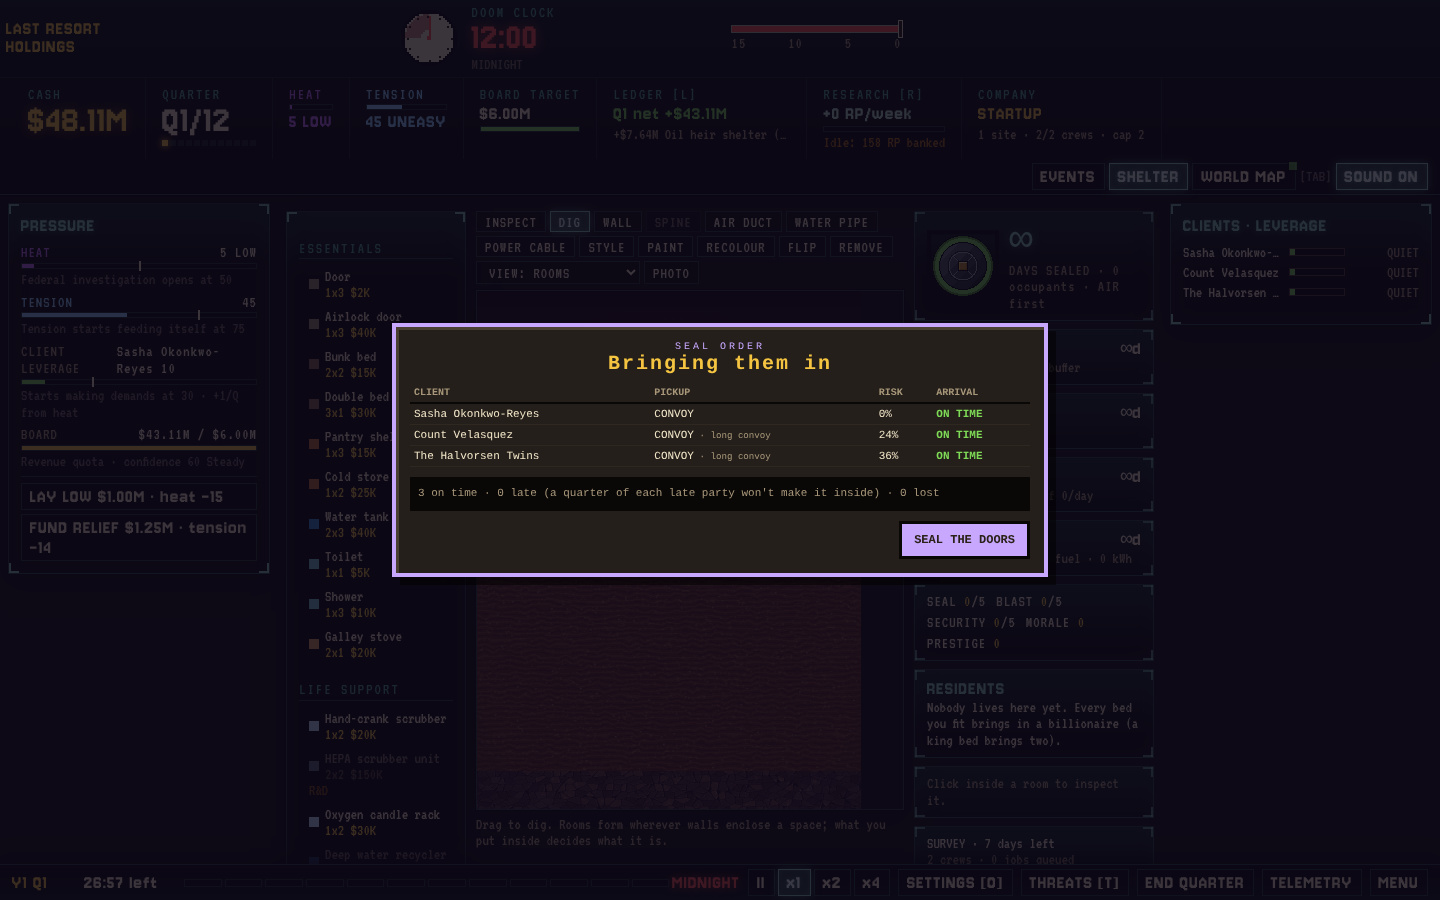 LAST RESORT
HOLDINGS
DOOM CLOCK
12:00
MIDNIGHT
15 10 5 0
CASH
$48.11M
QUARTER
Q1/12
HEAT
5 LOW
TENSION
45 UNEASY
BOARD TARGET
$6.00M
LEDGER [L]
Q1 net +$43.11M
+$7.64M Oil heir shelter (…
RESEARCH [R]
+0 RP/week
Idle: 158 RP banked
COMPANY
STARTUP
1 site · 2/2 crews · cap 2
EVENTS
SHELTER
WORLD MAP
[TAB]
SOUND ON
PRESSURE
HEAT 5 LOW
Federal investigation opens at 50
TENSION 45
Tension starts feeding itself at 75
CLIENT Sasha Okonkwo-
LEVERAGE Reyes 10
Starts making demands at 30 · +1/Q
from heat
BOARD $43.11M / $6.00M
Revenue quota · confidence 60 Steady
LAY LOW $1.00M · heat -15
FUND RELIEF $1.25M · tension
-14
ESSENTIALS
Door
1x3 $2K
Airlock door
1x3 $40K
Bunk bed
2x2 $15K
Double bed
3x1 $30K
Pantry she
1x3 $15K
Cold store
1x2 $25K
Water tank
2x3 $40K
Toilet
1x1 $5K
Shower
1x3 $10K
Galley stove
2x1 $20K
LIFE SUPPORT
Hand-crank scrubber
1x2 $20K
HEPA scrubber unit
2x2 $150K
R&D
Oxygen candle rack
1x2 $30K
Deep water recycler
INSPECT
DIG
WALL
SPINE
AIR DUCT
WATER PIPE
POWER CABLE
STYLE
PAINT
RECOLOUR
FLIP
REMOVE
VIEW: ROOMS
PHOTO
Drag to dig. Rooms form wherever walls enclose a space; what you
put inside decides what it is.
SEAL ORDER
Bringing them in
CLIENT PICKUP RISK ARRIVAL
Sasha Okonkwo-Reyes CONVOY 0% ON TIME
Count Velasquez CONVOY · long convoy 24% ON TIME
The Halvorsen Twins CONVOY · long convoy 36% ON TIME
3 on time · 0 late (a quarter of each late party won't make it inside) · 0 lost
SEAL THE DOORS
∞
DAYS SEALED · 0
occupants · AIR
first
∞d
buffer
0/day
∞d
fuel · 0 kWh
SEAL 0/5 BLAST 0/5
SECURITY 0/5 MORALE 0
PRESTIGE 0
RESIDENTS
Nobody lives here yet. Every bed
you fit brings in a billionaire (a
king bed brings two).
Click inside a room to inspect
it.
SURVEY · 7 days left
2 crews · 0 jobs queued
CLIENTS · LEVERAGE
Sasha Okonkwo-… QUIET
Count Velasquez QUIET
The Halvorsen … QUIET
Y1 Q1
26:57 left
MIDNIGHT
II
x1
x2
x4
SETTINGS [O]
THREATS [T]
END QUARTER
TELEMETRY
MENU